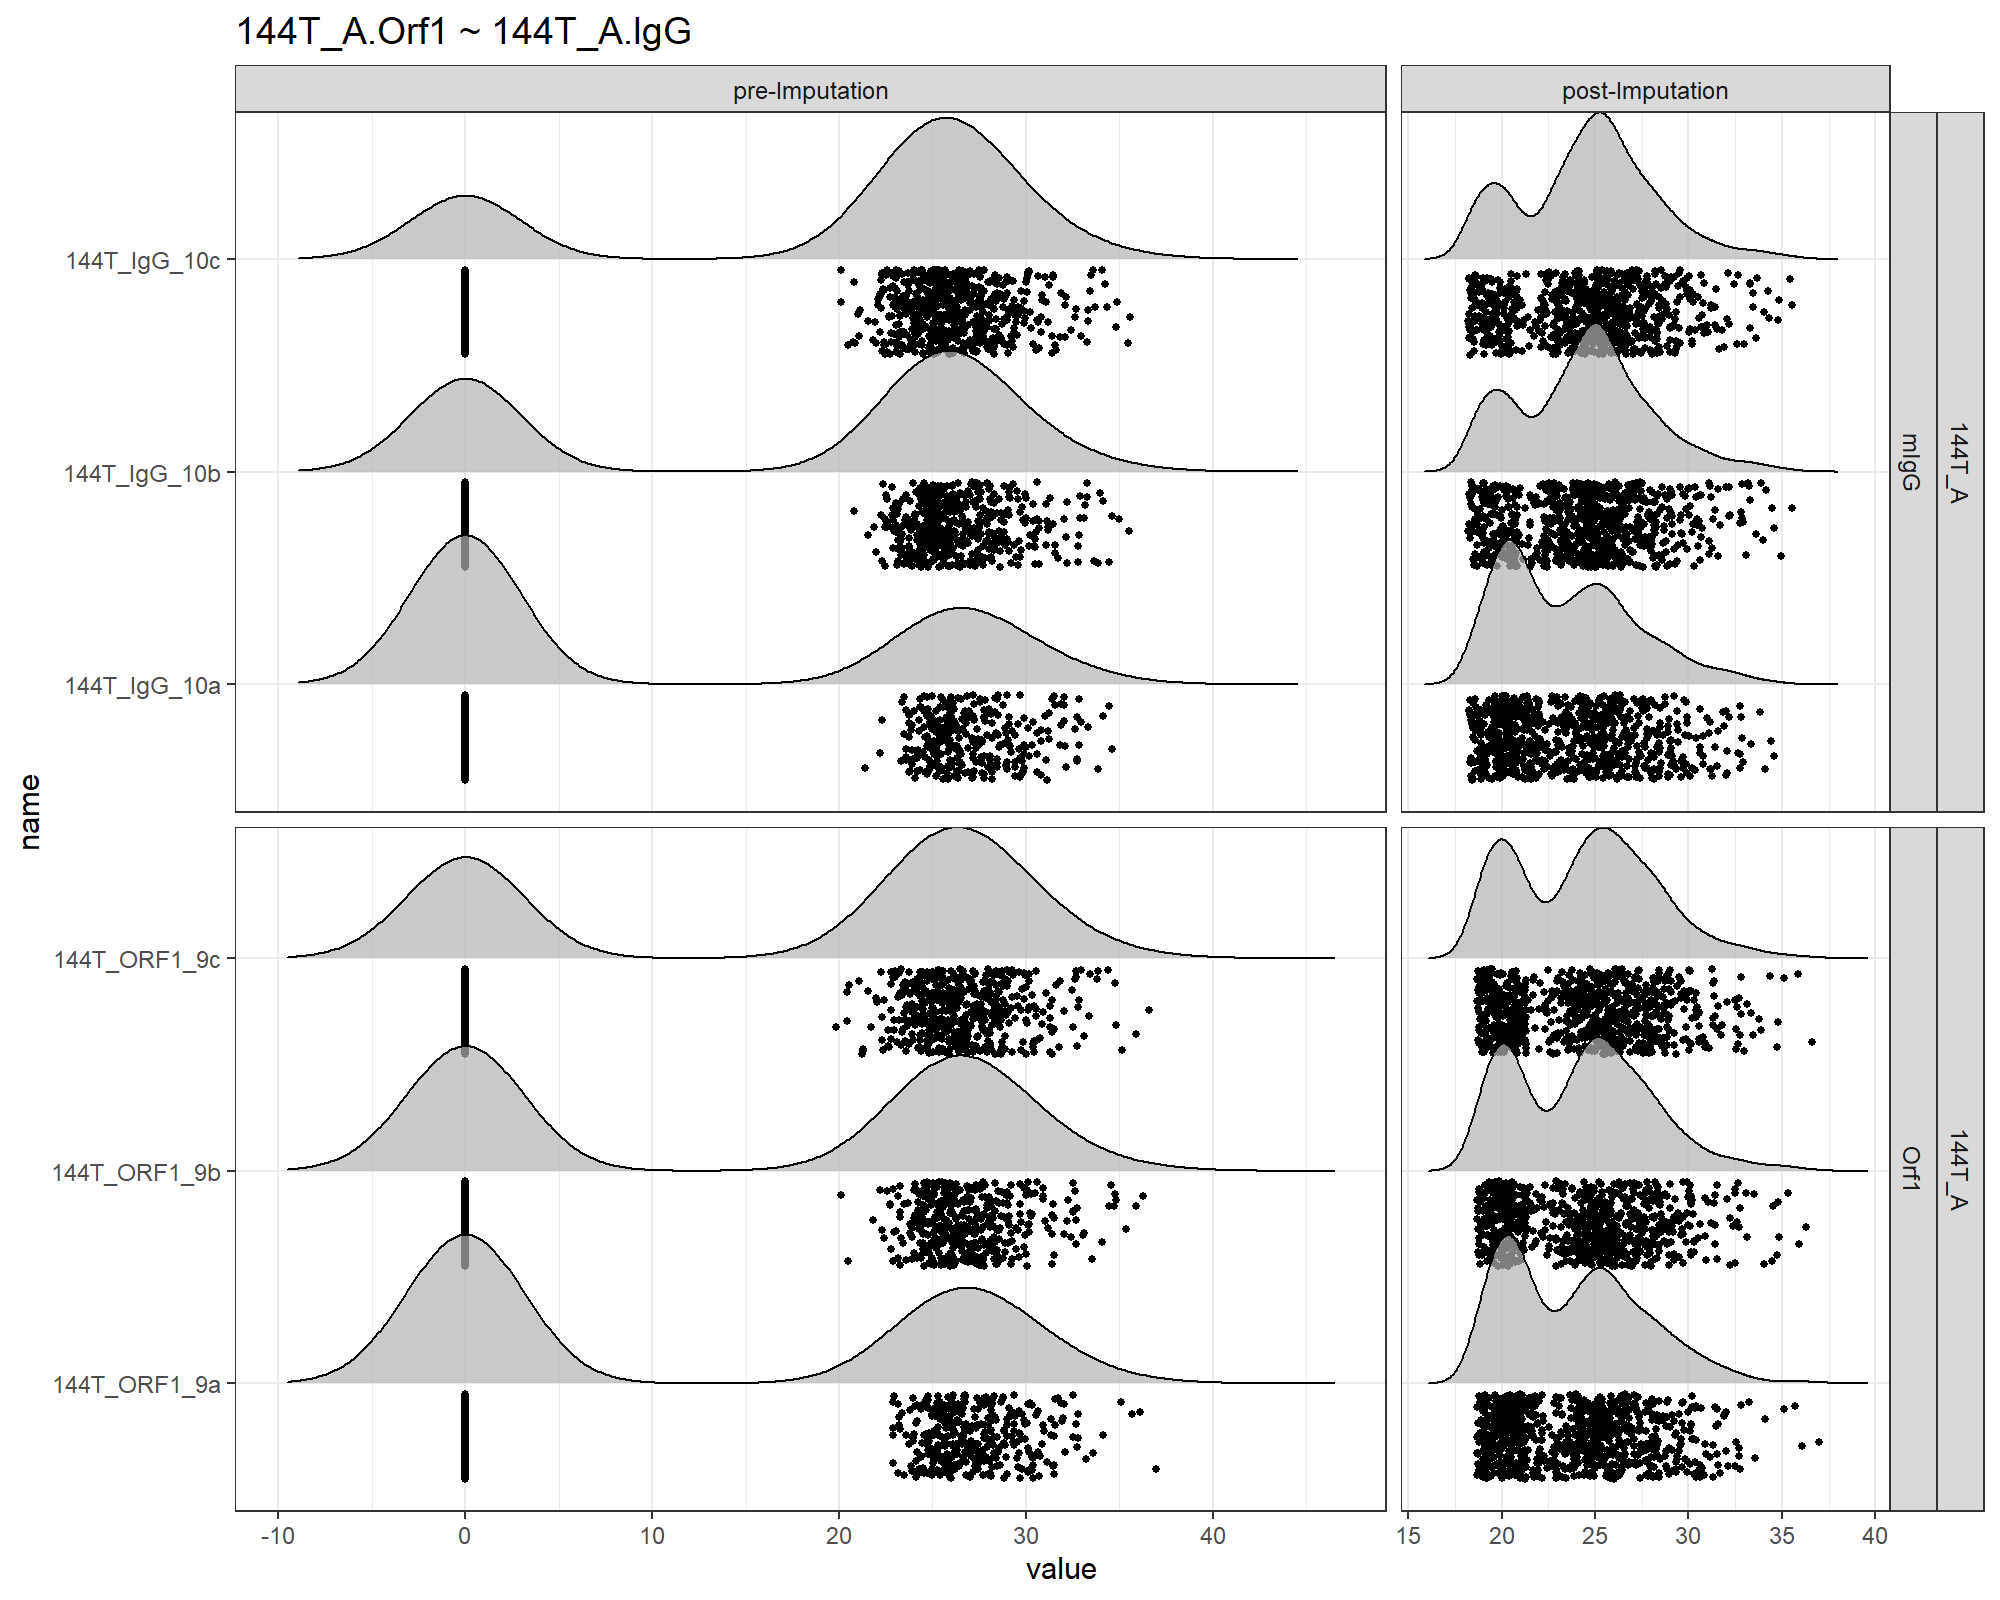 144T_A.Orf1 ~ 144T_A.IgG
pre-Imputation
post-Imputation
144T_IgG_10c
144T_IgG_10b
144T_IgG_10a
mIgG
144T_A
name
144T_ORF1_9c
144T_ORF1_9b
144T_ORF1_9a
Orf1
144T_A
-10 0 10 20 30 40
15 20 25 30 35 40
value